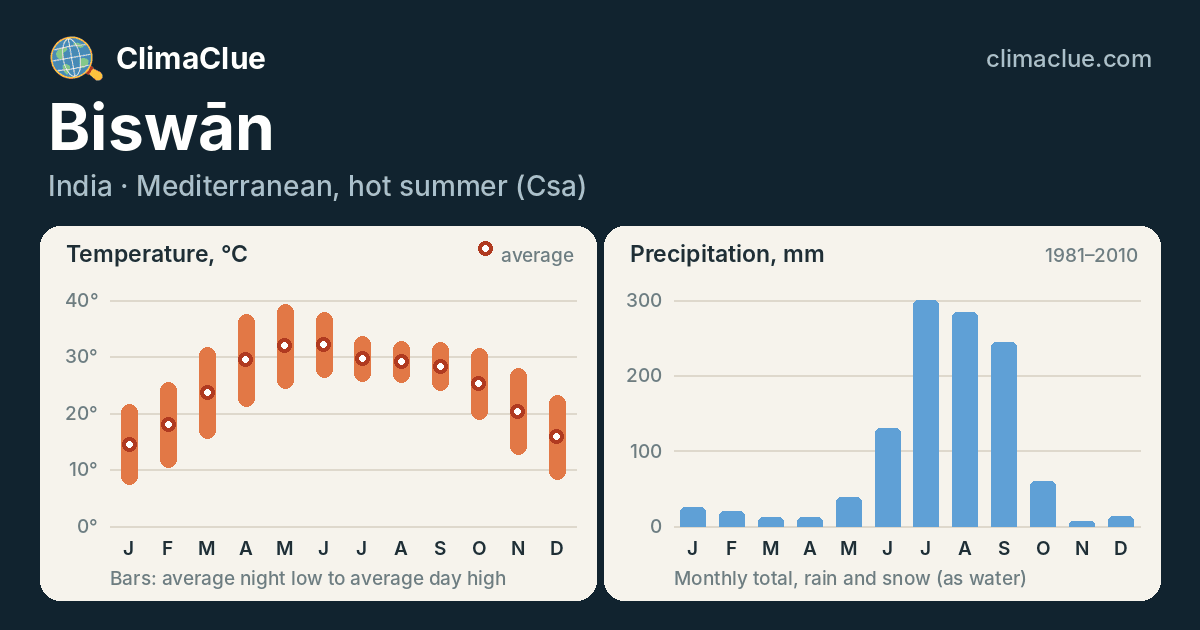 ClimaClue
climaclue.com
Biswān
India · Mediterranean, hot summer (Csa)
Temperature, °C
average
40°
30°
20°
10°
0°
J F M A M J J A S O N D
Bars: average night low to average day high
Precipitation, mm
1981–2010
300
200
100
0
J F M A M J J A S O N D
Monthly total, rain and snow (as water)